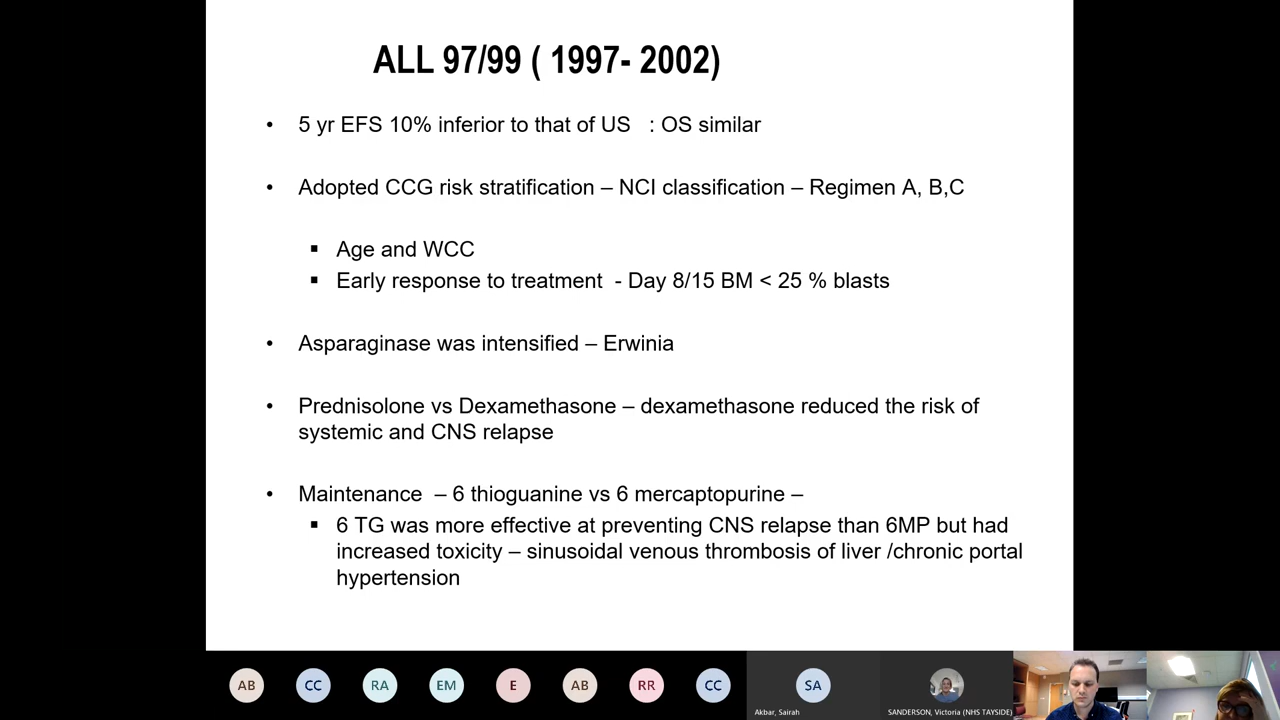 ALL 97/99 ( 1997- 2002)
• 5 yr EFS 10% inferior to that of US : OS similar
• Adopted CCG risk stratification – NCI classification – Regimen A, B,C
▪ Age and WCC
▪ Early response to treatment - Day 8/15 BM < 25 % blasts
• Asparaginase was intensified – Erwinia
• Prednisolone vs Dexamethasone – dexamethasone reduced the risk of
systemic and CNS relapse
• Maintenance – 6 thioguanine vs 6 mercaptopurine –
▪ 6 TG was more effective at preventing CNS relapse than 6MP but had
increased toxicity – sinusoidal venous thrombosis of liver /chronic portal
hypertension
AB CC RA EM E AB RR CC SA
Akbar, Sairah SANDERSON, Victoria (NHS TAYSIDE)